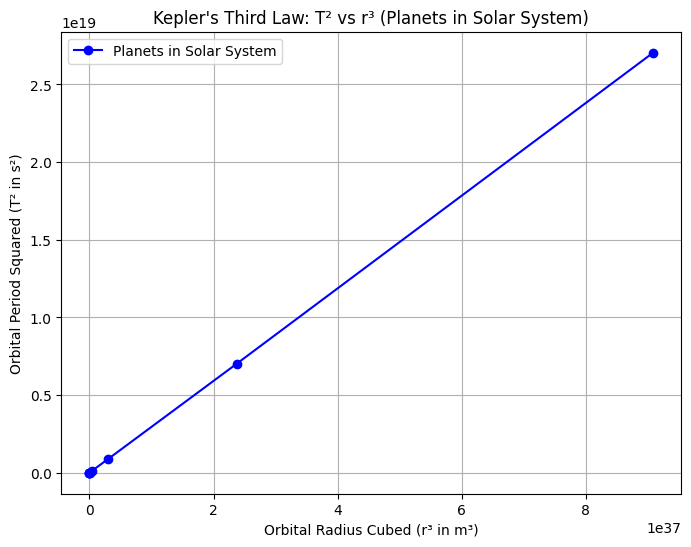 Kepler's Third Law: T² vs r³ (Planets in Solar System)
1e19
Planets in Solar System
2.5
2.0
1.5
1.0
0.5
0.0
Orbital Period Squared (T² in s²)
0 2 4 6 8
1e37
Orbital Radius Cubed (r³ in m³)